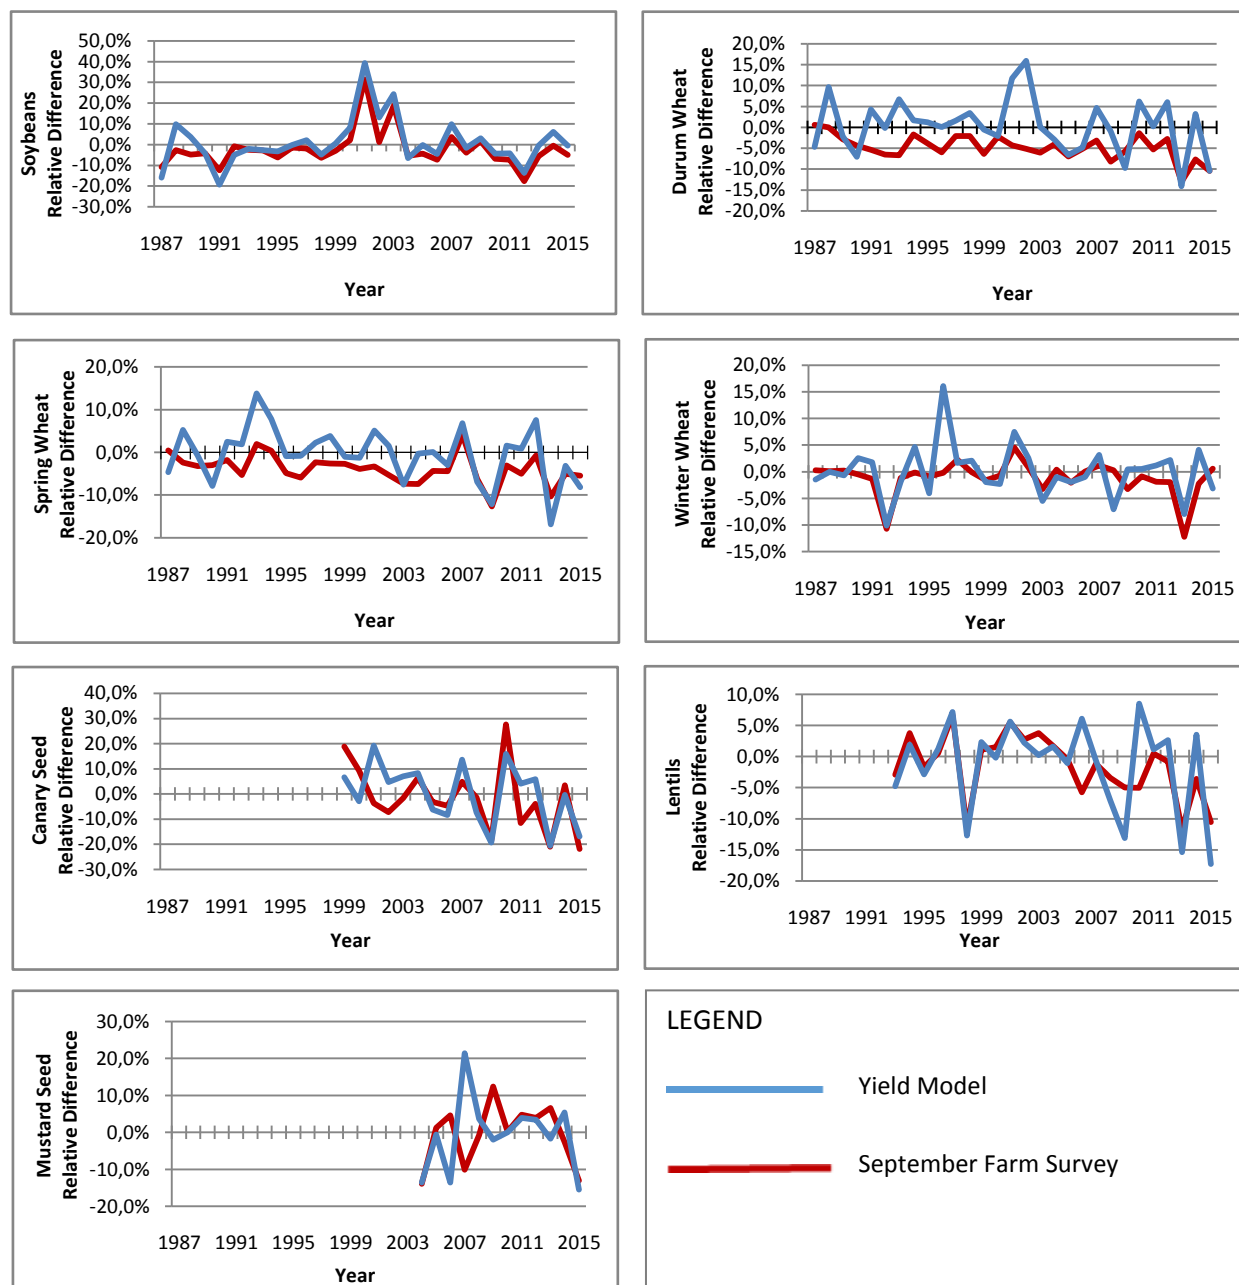 Soybeans
Relative Difference
50,0%
40,0%
30,0%
20,0%
10,0%
0,0%
-10,0%
-20,0%
-30,0%
1987 1991 1995 1999 2003 2007 2011 2015
Year
Durum Wheat
Relative Difference
20,0%
15,0%
10,0%
5,0%
0,0%
-5,0%
-10,0%
-15,0%
-20,0%
1987 1991 1995 1999 2003 2007 2011 2015
Year
Spring Wheat
Relative Difference
20,0%
10,0%
0,0%
-10,0%
-20,0%
1987 1991 1995 1999 2003 2007 2011 2015
Year
Winter Wheat
Relative Difference
20,0%
15,0%
10,0%
5,0%
0,0%
-5,0%
-10,0%
-15,0%
1987 1991 1995 1999 2003 2007 2011 2015
Year
Canary Seed
Relative Difference
40,0%
30,0%
20,0%
10,0%
0,0%
-10,0%
-20,0%
-30,0%
1987 1991 1995 1999 2003 2007 2011 2015
Year
Lentils
Relative Difference
10,0%
5,0%
0,0%
-5,0%
-10,0%
-15,0%
-20,0%
1987 1991 1995 1999 2003 2007 2011 2015
Year
Mustard Seed
Relative Difference
30,0%
20,0%
10,0%
0,0%
-10,0%
-20,0%
1987 1991 1995 1999 2003 2007 2011 2015
Year
LEGEND
Yield Model
September Farm Survey